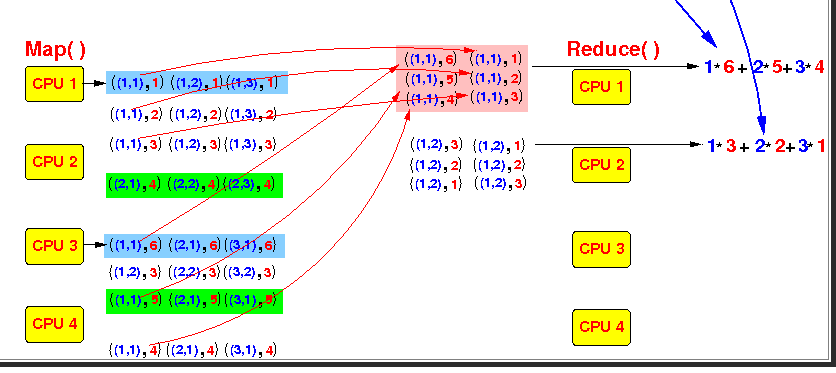 Map( )
Reduce( )
CPU 1
((1,1),1) ((1,2),1) ((1,3),1)
((1,1),2) ((1,2),2) ((1,3),2)
((1,1),3) ((1,2),3) ((1,3),3)
CPU 2
((2,1),4) ((2,2),4) ((2,3),4)
CPU 3
((1,1),6) ((2,1),6) ((3,1),6)
((1,2),3) ((2,2),3) ((3,2),3)
((1,1),5) ((2,1),5) ((3,1),5)
CPU 4
((1,1),4) ((2,1),4) ((3,1),4)
((1,1),6) ((1,1),1)
((1,1),5) ((1,1),2)
((1,1),4) ((1,1),3)
((1,2),3) ((1,2),1)
((1,2),2) ((1,2),2)
((1,2),1) ((1,2),3)
CPU 1
CPU 2
CPU 3
CPU 4
1*6+2*5+3*4
1*3+2*2+3*1